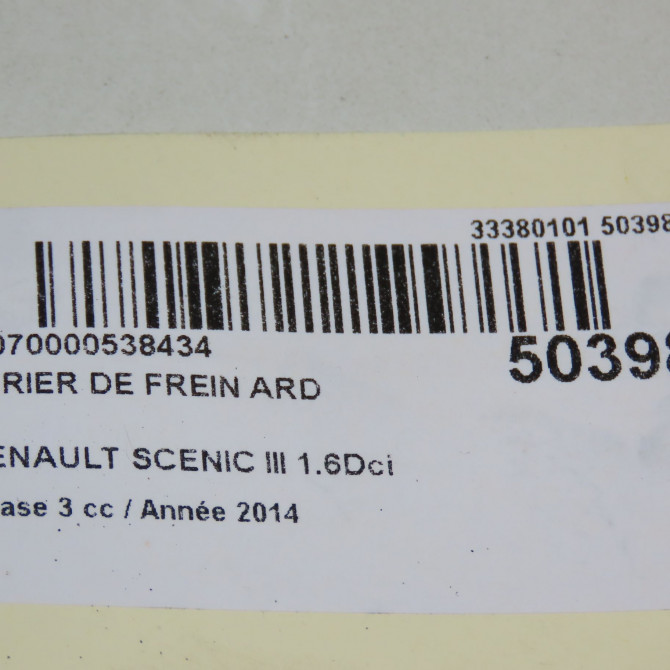 33380101 50398
070000538434
50398
RIER DE FREIN ARD
ENAULT SCENIC III 1.6Dci
ase 3 cc / Année 2014